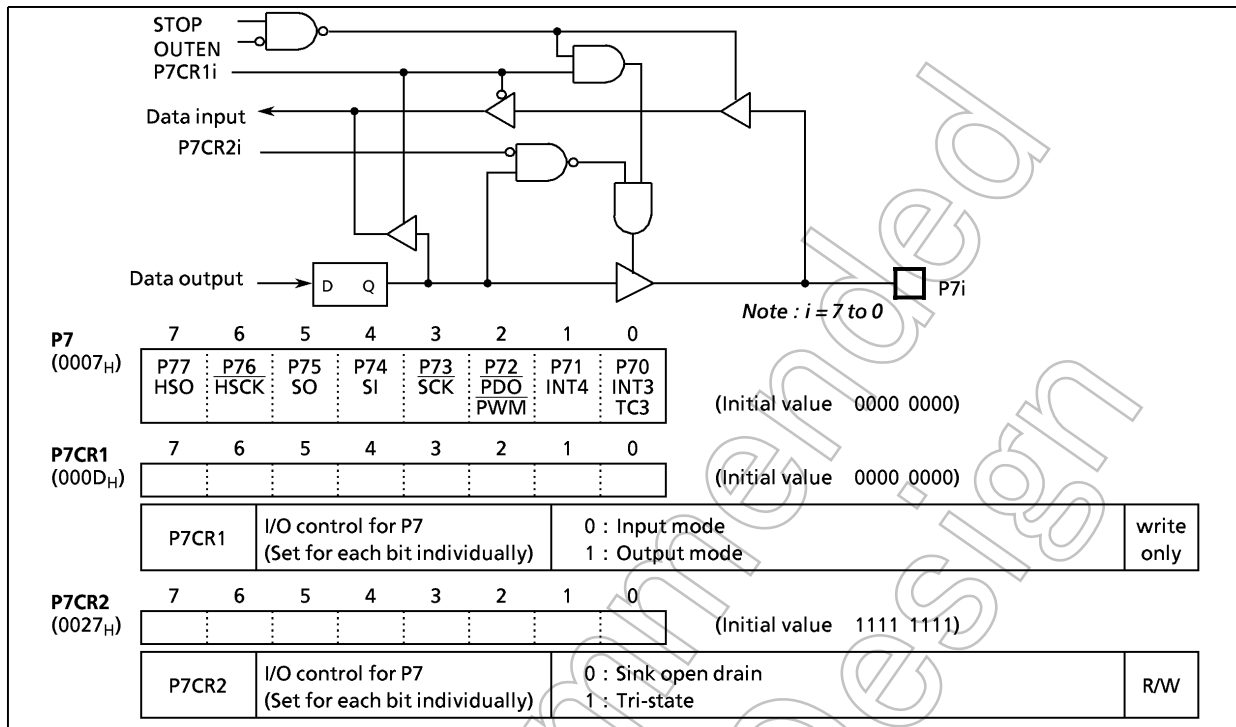 STOP
OUTEN
P7CR1i
Data input
P7CR2i
Data output
D Q
P7i
Note : i = 7 to 0
P7 7 6 5 4 3 2 1 0
(0007H)
P77 P76 P75 P74 P73 P72 P71 P70
HSO HSCK SO SI SCK PDO INT4 INT3
PWM TC3
(Initial value 0000 0000)
P7CR1 7 6 5 4 3 2 1 0
(000DH)
(Initial value 0000 0000)
P7CR1
I/O control for P7
(Set for each bit individually)
0 : Input mode
1 : Output mode
write
only
P7CR2 7 6 5 4 3 2 1 0
(0027H)
(Initial value 1111 1111)
P7CR2
I/O control for P7
(Set for each bit individually)
0 : Sink open drain
1 : Tri-state
R/W